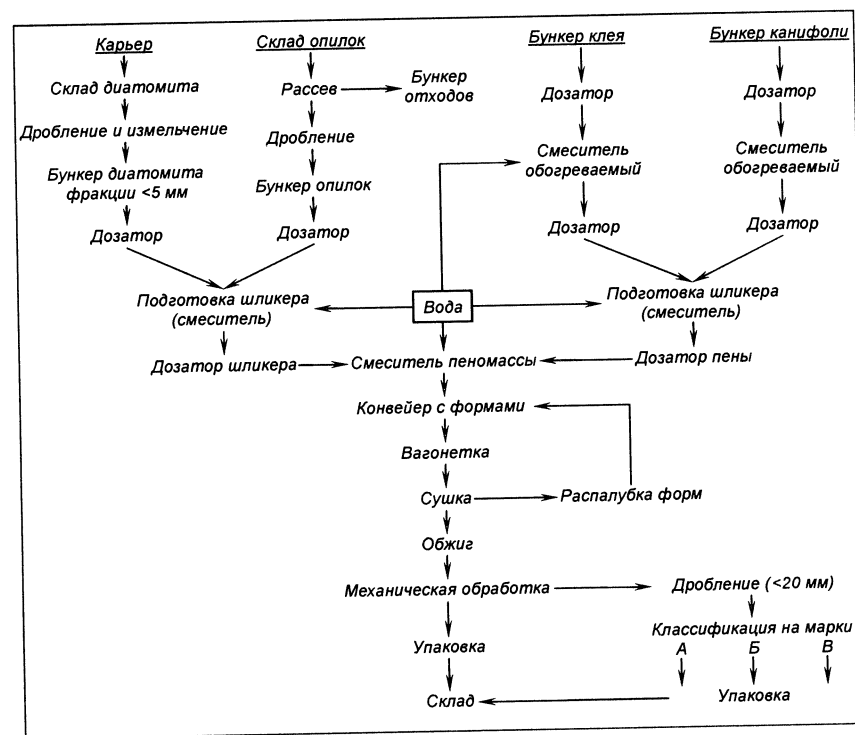 Карьер
Склад диатомита
Дробление и измельчение
Бункер диатомита
фракции <5 мм
Дозатор
Склад опилок
Рассев
Бункер
отходов
Дробление
Бункер опилок
Дозатор
Бункер клея
Дозатор
Смеситель
обогреваемый
Дозатор
Бункер канифоли
Дозатор
Смеситель
обогреваемый
Дозатор
Подготовка шликера
(смеситель)
Вода
Подготовка шликера
(смеситель)
Дозатор шликера
Смеситель пеномассы
Дозатор пены
Конвейер с формами
Вагонетка
Сушка
Распалубка форм
Обжиг
Механическая обработка
Дробление (<20 мм)
Классификация на марки
А Б В
Упаковка
Упаковка
Склад